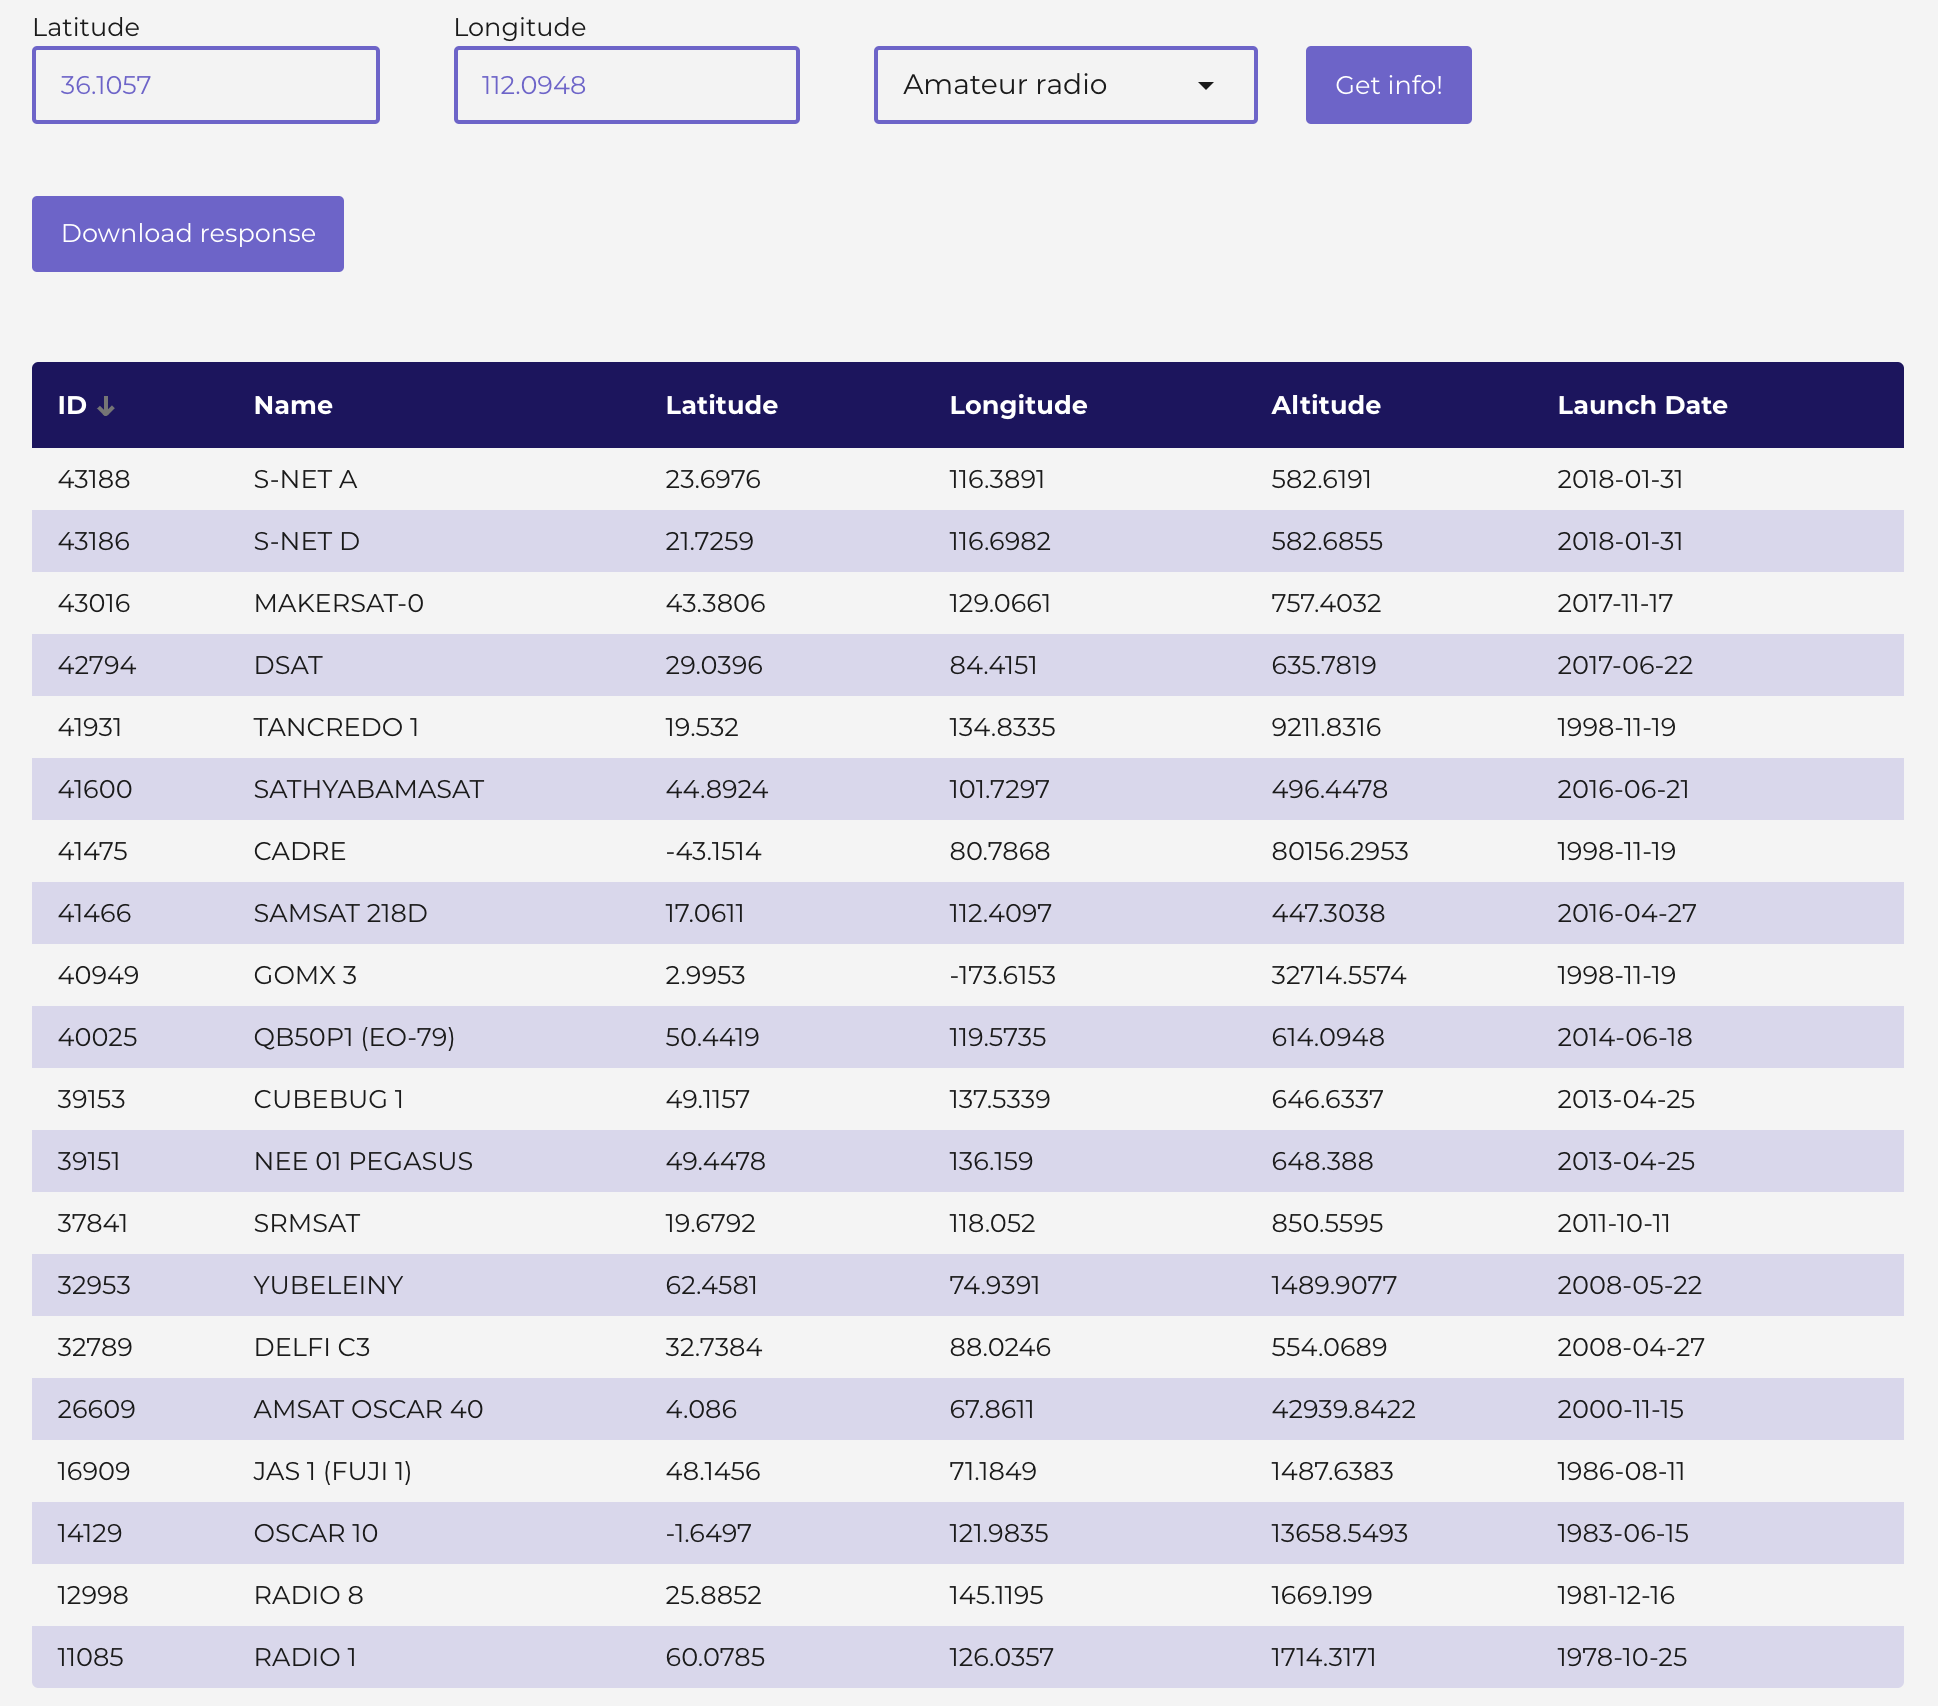 Latitude Longitude
36.1057 112.0948 Amateur radio Get info!
Download response
ID Name Latitude Longitude Altitude Launch Date
43188 S-NET A 23.6976 116.3891 582.6191 2018-01-31
43186 S-NET D 21.7259 116.6982 582.6855 2018-01-31
43016 MAKERSAT-0 43.3806 129.0661 757.4032 2017-11-17
42794 DSAT 29.0396 84.4151 635.7819 2017-06-22
41931 TANCREDO 1 19.532 134.8335 9211.8316 1998-11-19
41600 SATHYABAMASAT 44.8924 101.7297 496.4478 2016-06-21
41475 CADRE -43.1514 80.7868 80156.2953 1998-11-19
41466 SAMSAT 218D 17.0611 112.4097 447.3038 2016-04-27
40949 GOMX 3 2.9953 -173.6153 32714.5574 1998-11-19
40025 QB50P1 (EO-79) 50.4419 119.5735 614.0948 2014-06-18
39153 CUBEBUG 1 49.1157 137.5339 646.6337 2013-04-25
39151 NEE 01 PEGASUS 49.4478 136.159 648.388 2013-04-25
37841 SRMSAT 19.6792 118.052 850.5595 2011-10-11
32953 YUBELEINY 62.4581 74.9391 1489.9077 2008-05-22
32789 DELFI C3 32.7384 88.0246 554.0689 2008-04-27
26609 AMSAT OSCAR 40 4.086 67.8611 42939.8422 2000-11-15
16909 JAS 1 (FUJI 1) 48.1456 71.1849 1487.6383 1986-08-11
14129 OSCAR 10 -1.6497 121.9835 13658.5493 1983-06-15
12998 RADIO 8 25.8852 145.1195 1669.199 1981-12-16
11085 RADIO 1 60.0785 126.0357 1714.3171 1978-10-25